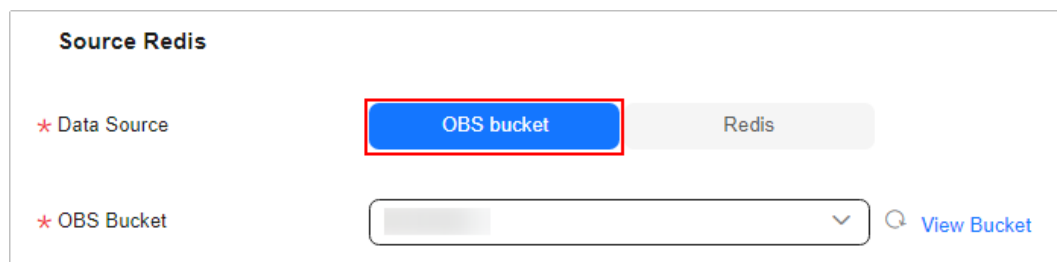 Source Redis
* Data Source OBS bucket Redis
* OBS Bucket View Bucket